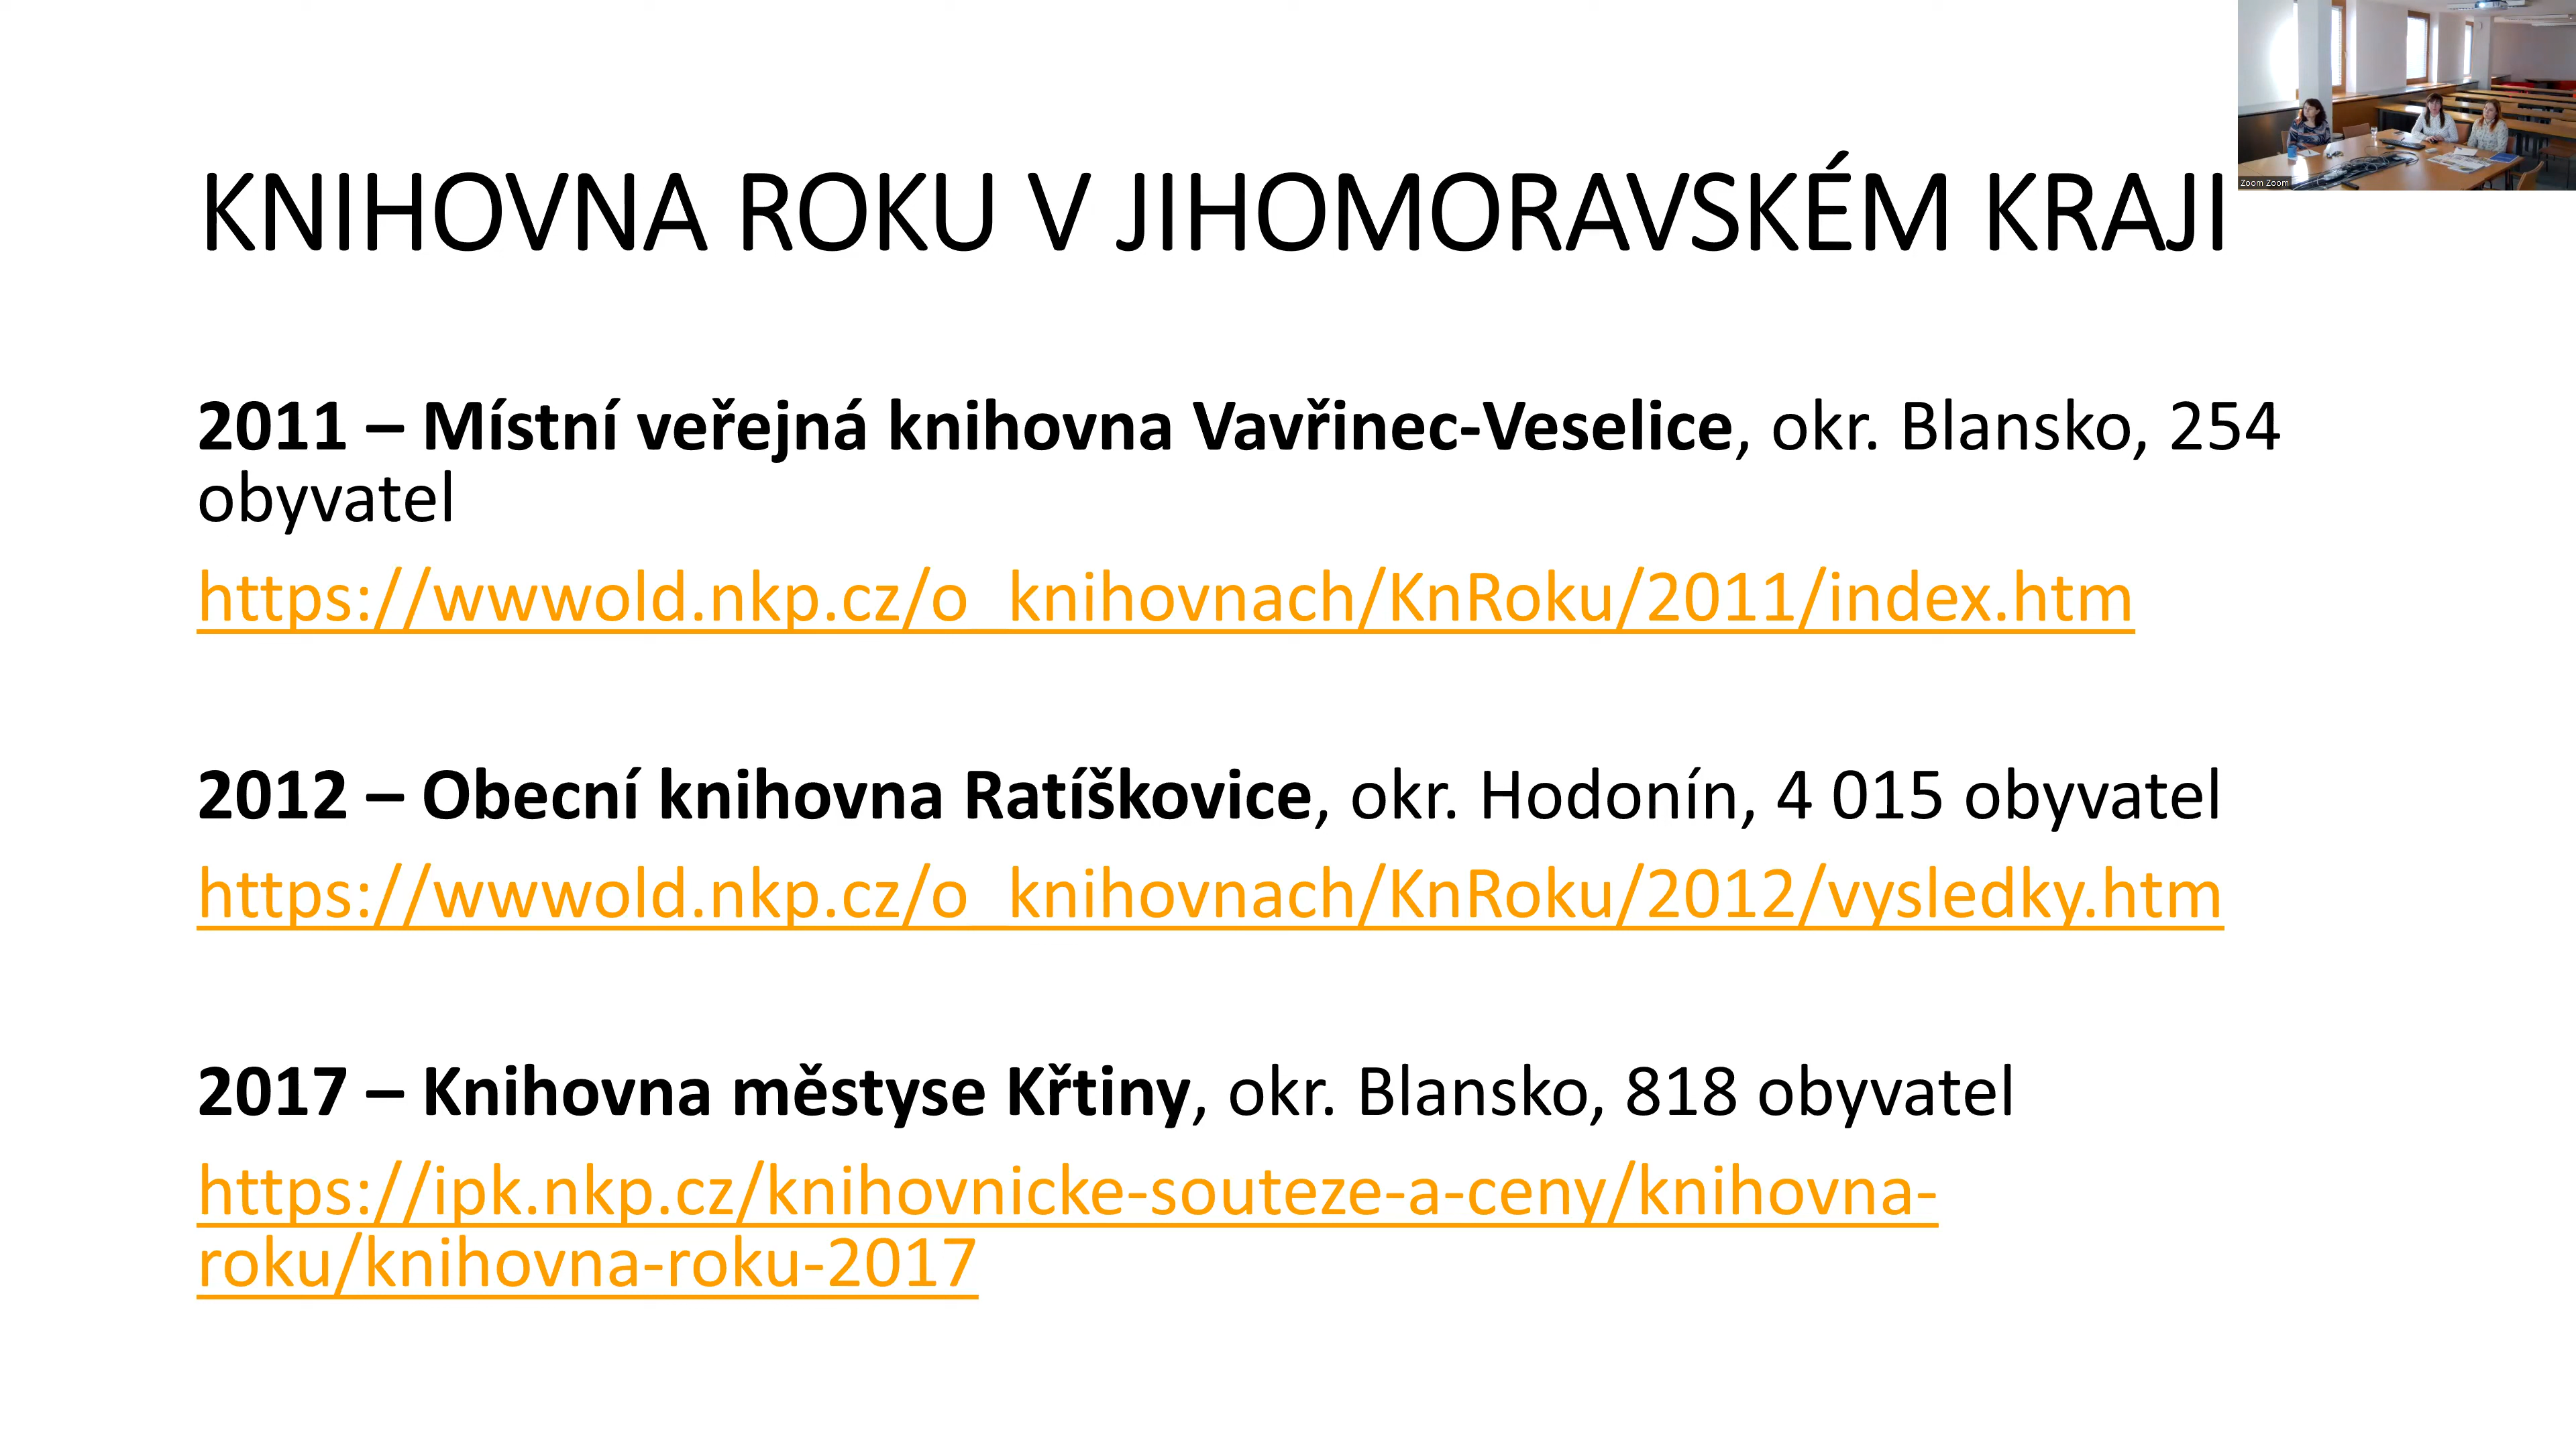 KNIHOVNA ROKU V JIHOMORAVSKÉM KRAJI
Zoom Zoom
2011 – Místní veřejná knihovna Vavřinec-Veselice, okr. Blansko, 254
obyvatel
https://wwwold.nkp.cz/o_knihovnach/KnRoku/2011/index.htm
2012 – Obecní knihovna Ratíškovice, okr. Hodonín, 4 015 obyvatel
https://wwwold.nkp.cz/o_knihovnach/KnRoku/2012/vysledky.htm
2017 – Knihovna městyse Křtiny, okr. Blansko, 818 obyvatel
https://ipk.nkp.cz/knihovnicke-souteze-a-ceny/knihovna-
roku/knihovna-roku-2017